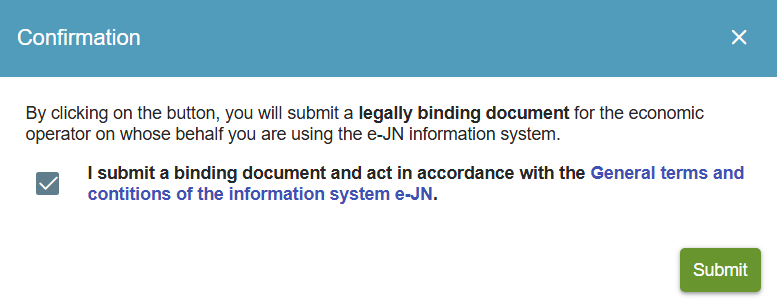 Confirmation
By clicking on the button, you will submit a legally binding document for the economic
operator on whose behalf you are using the e-JN information system.
I submit a binding document and act in accordance with the General terms and
contitions of the information system e-JN.
Submit